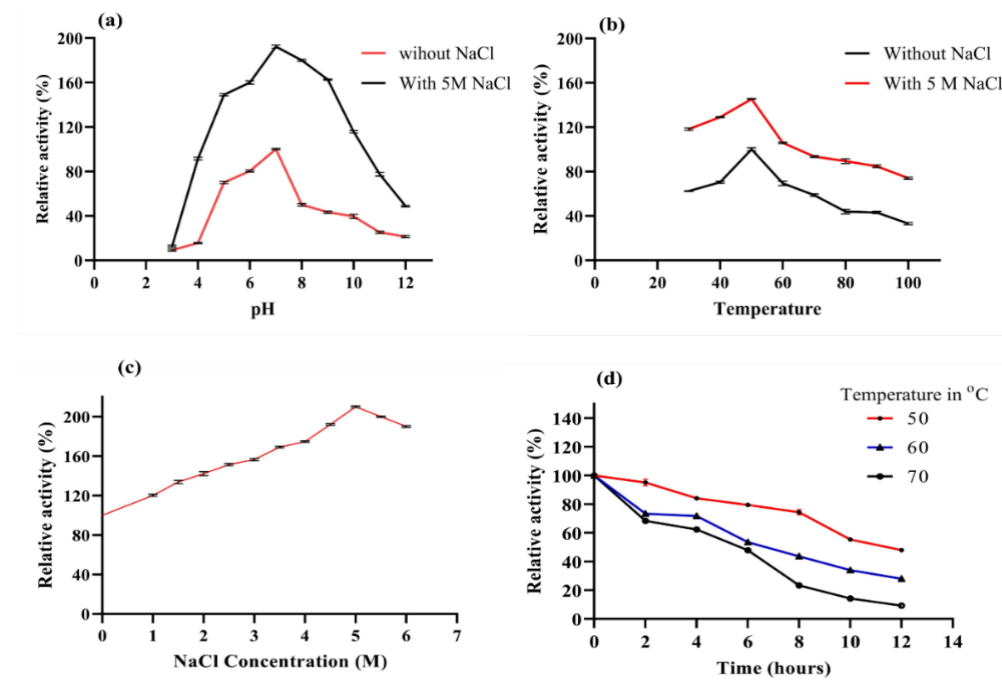 (a)
200
160
120
80
40
0
0 2 4 6 8 10 12
Relative activity (%)
pH
wihout NaCl
With 5M NaCl
(b)
200
160
120
80
40
0
0 20 40 60 80 100
Relative activity (%)
Temperature
Without NaCl
With 5 M NaCl
(c)
200
160
120
80
40
0
0 1 2 3 4 5 6 7
Relative activity (%)
NaCl Concentration (M)
(d)
Temperature in °C
50
60
70
140
120
100
80
60
40
20
0
0 2 4 6 8 10 12 14
Relative activity (%)
Time (hours)